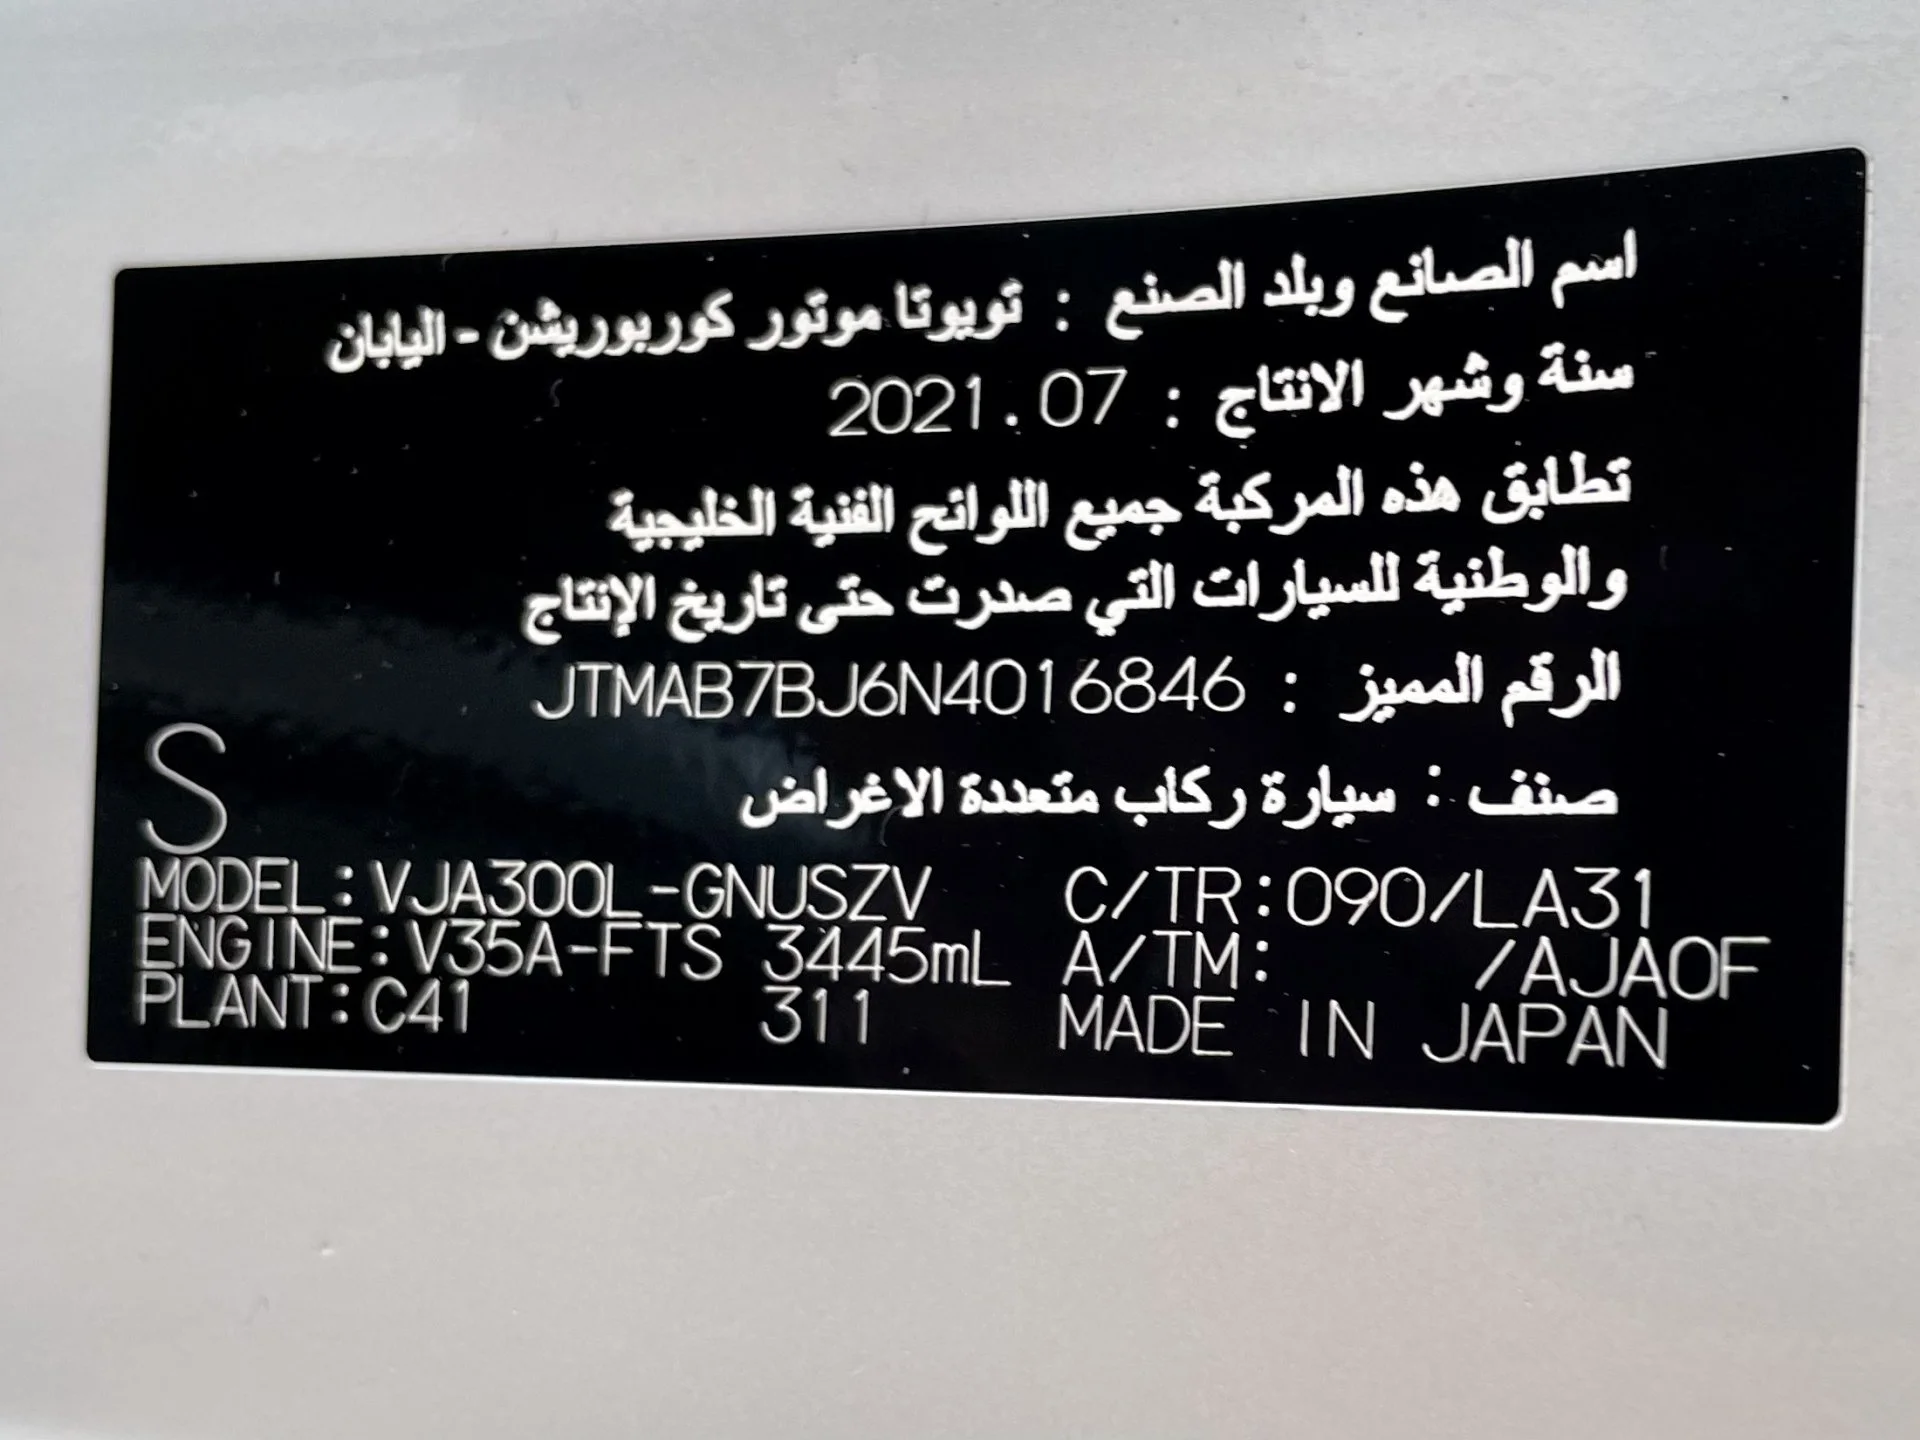 اسم الصانع وبلد الصنع : تويوتا موتور كوربوريشن - اليابان
سنة وشهر الانتاج : 2021.07
تطابق هذه المركبة جميع اللوائح الفنية الخليجية
والوطنية للسيارات التي صدرت حتى تاريخ الإنتاج
الرقم المميز : JTMAB7BJ6N4016846
S
صنف : سيارة ركاب متعددة الاغراض
MODEL:VJA300L-GNUSZV C/TR:090/LA31
ENGINE:V35A-FTS 3445mL A/TM: /AJA0F
PLANT:C41 311 MADE IN JAPAN